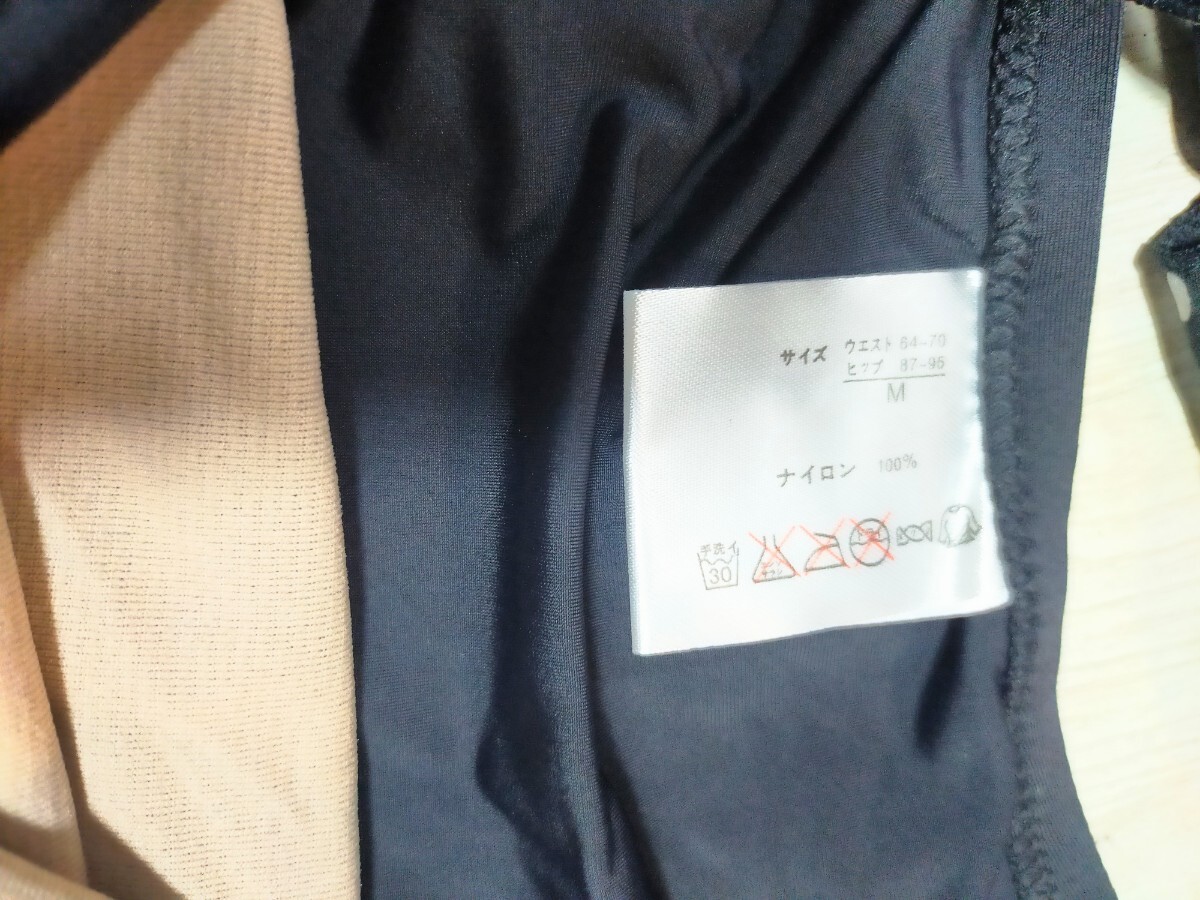 サイズ ウエスト 64-70
ヒップ 87-95
M
ナイロン 100%
手洗イ
30